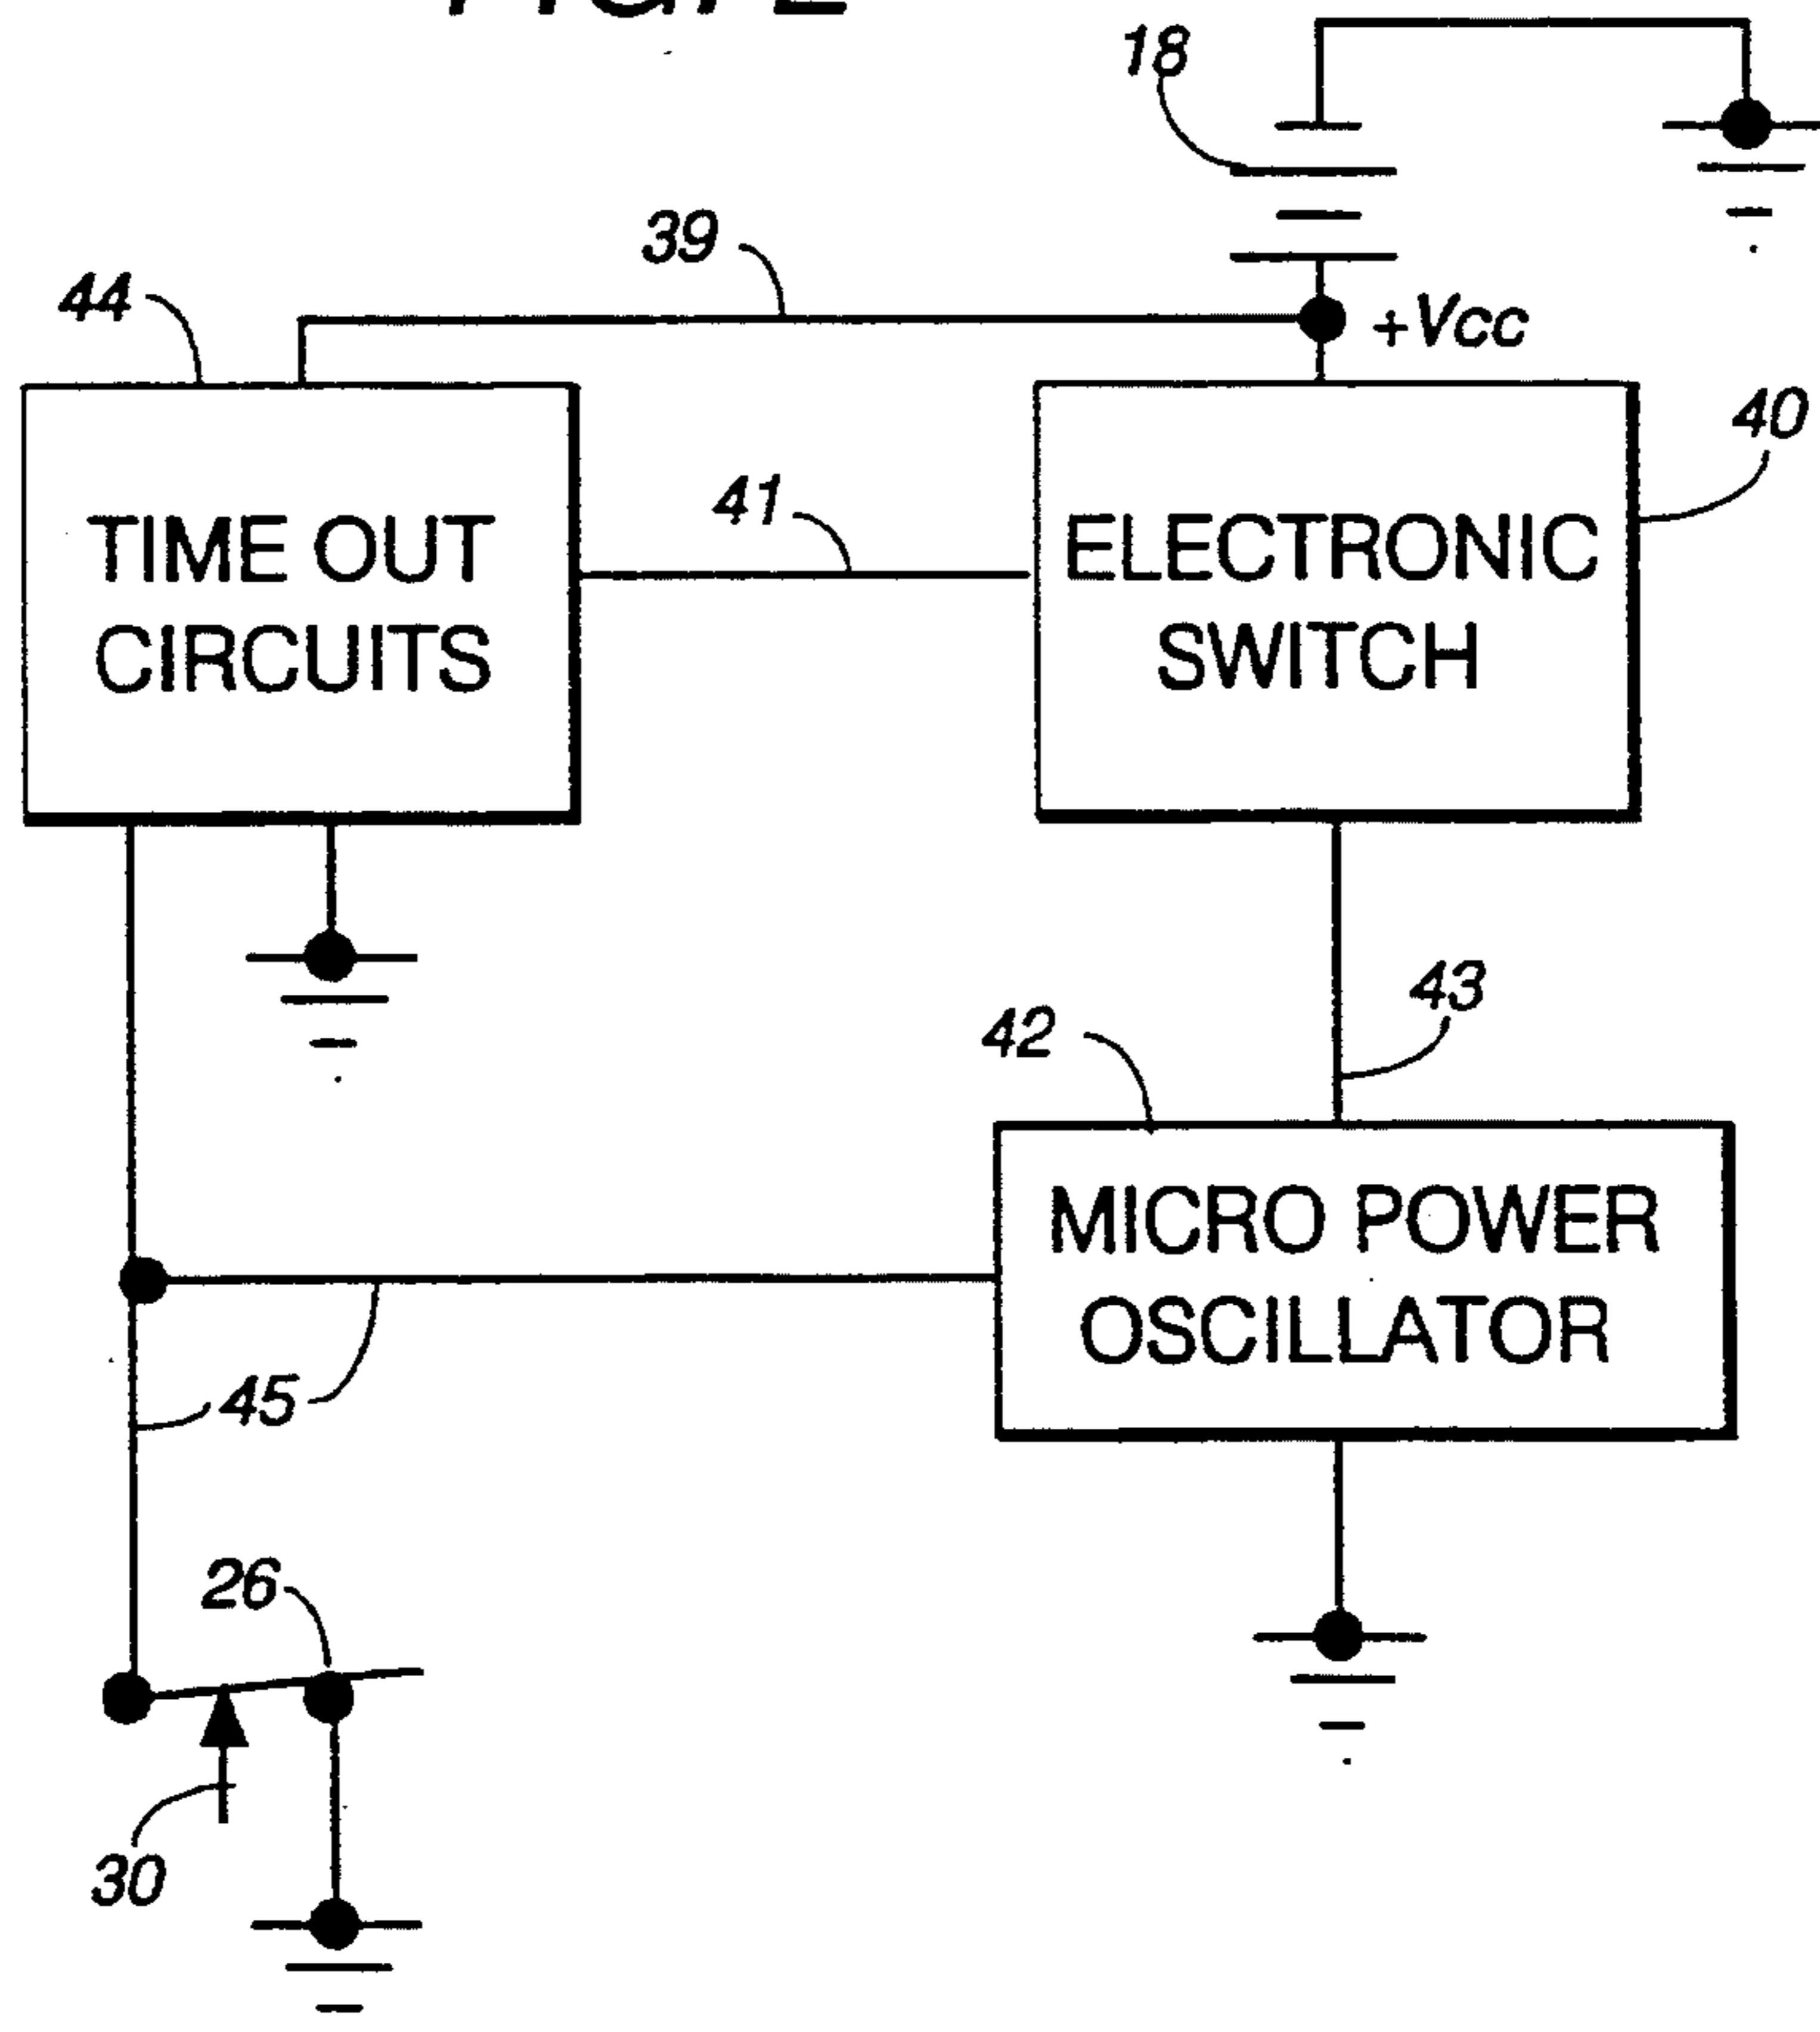 18
39
44
+Vcc
40
41
TIME OUT
CIRCUITS
ELECTRONIC
SWITCH
43
42
MICRO POWER
OSCILLATOR
45
26
30